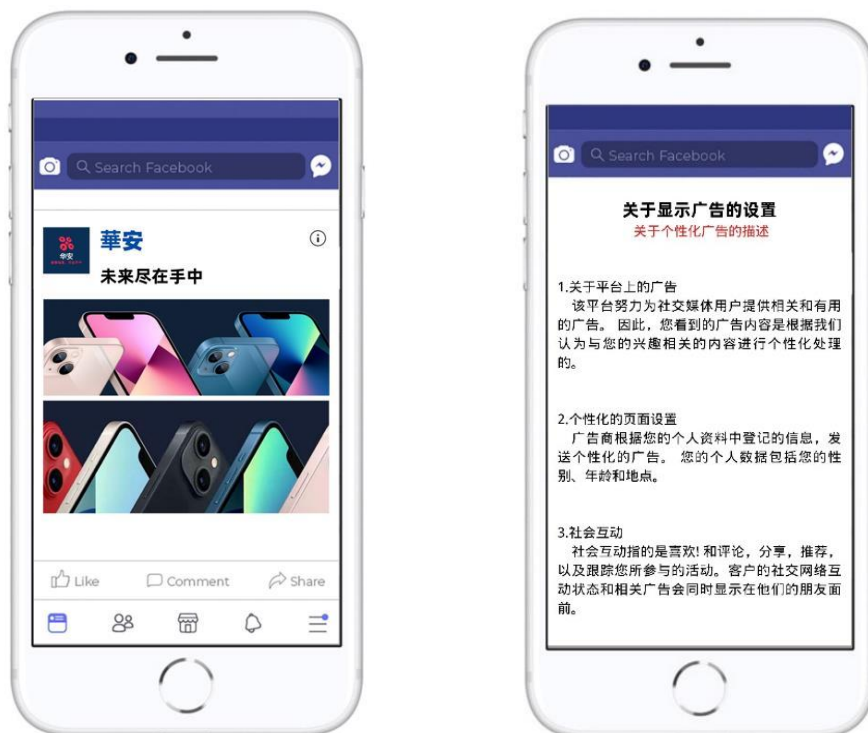 Search Facebook
華安
华安
未来尽在手中
Like
Comment
Share
Search Facebook
关于显示广告的设置
关于个性化广告的描述
1.关于平台上的广告
该平台努力为社交媒体用户提供相关和有用
的广告。 因此，您看到的广告内容是根据我们
认为与您的兴趣相关的内容进行个性化处理
的。
2.个性化的页面设置
广告商根据您的个人资料中登记的信息，发
送个性化的广告。 您的个人数据包括您的性
别、年龄和地点。
3.社会互动
社会互动指的是喜欢! 和评论，分享，推荐，
以及跟踪您所参与的活动。客户的社交网络互
动状态和相关广告会同时显示在他们的朋友面
前。